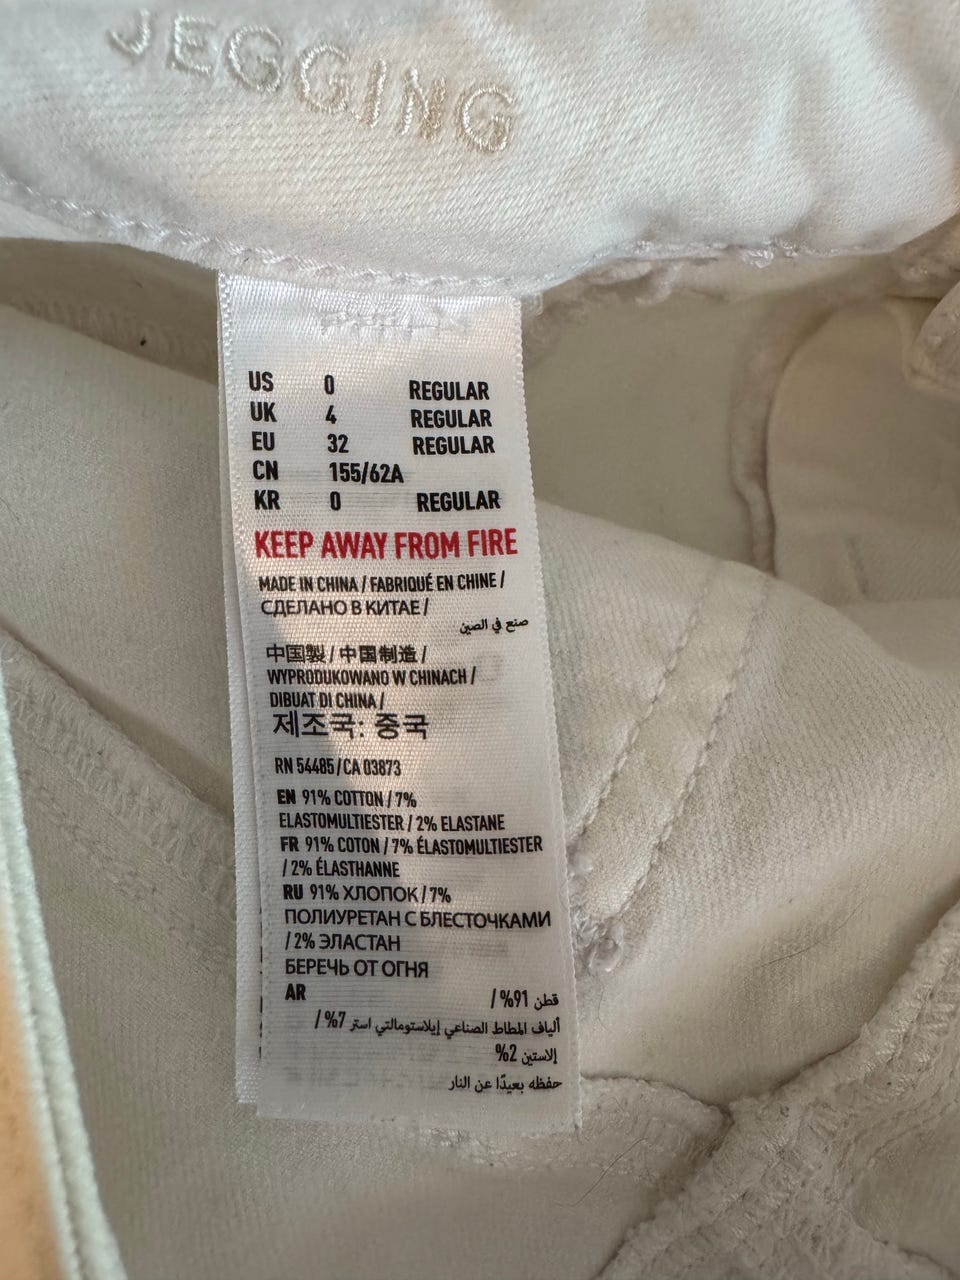 JEGGING
US 0 REGULAR
UK 4 REGULAR
EU 32 REGULAR
CN 155/62A
KR 0 REGULAR
KEEP AWAY FROM FIRE
MADE IN CHINA / FABRIQUÉ EN CHINE /
СДЕЛАНО В КИТАЕ /
صنع في الصين
中国製 / 中国制造 /
WYPRODUKOWANO W CHINACH /
DIBUAT DI CHINA /
제조국: 중국
RN 54485 / CA 03873
EN 91% COTTON / 7%
ELASTOMULTIESTER / 2% ELASTANE
FR 91% COTON / 7% ÉLASTOMULTIESTER
/ 2% ÉLASTHANNE
RU 91% ХЛОПОК / 7%
ПОЛИУРЕТАН С БЛЕСТОЧКАМИ
/ 2% ЭЛАСТАН
БЕРЕЧЬ ОТ ОГНЯ
AR قطن 91% /
ألياف المطاط الصناعي إيلاستومالتي استر 7% /
إلاستين 2%
حفظه بعيدًا عن النار